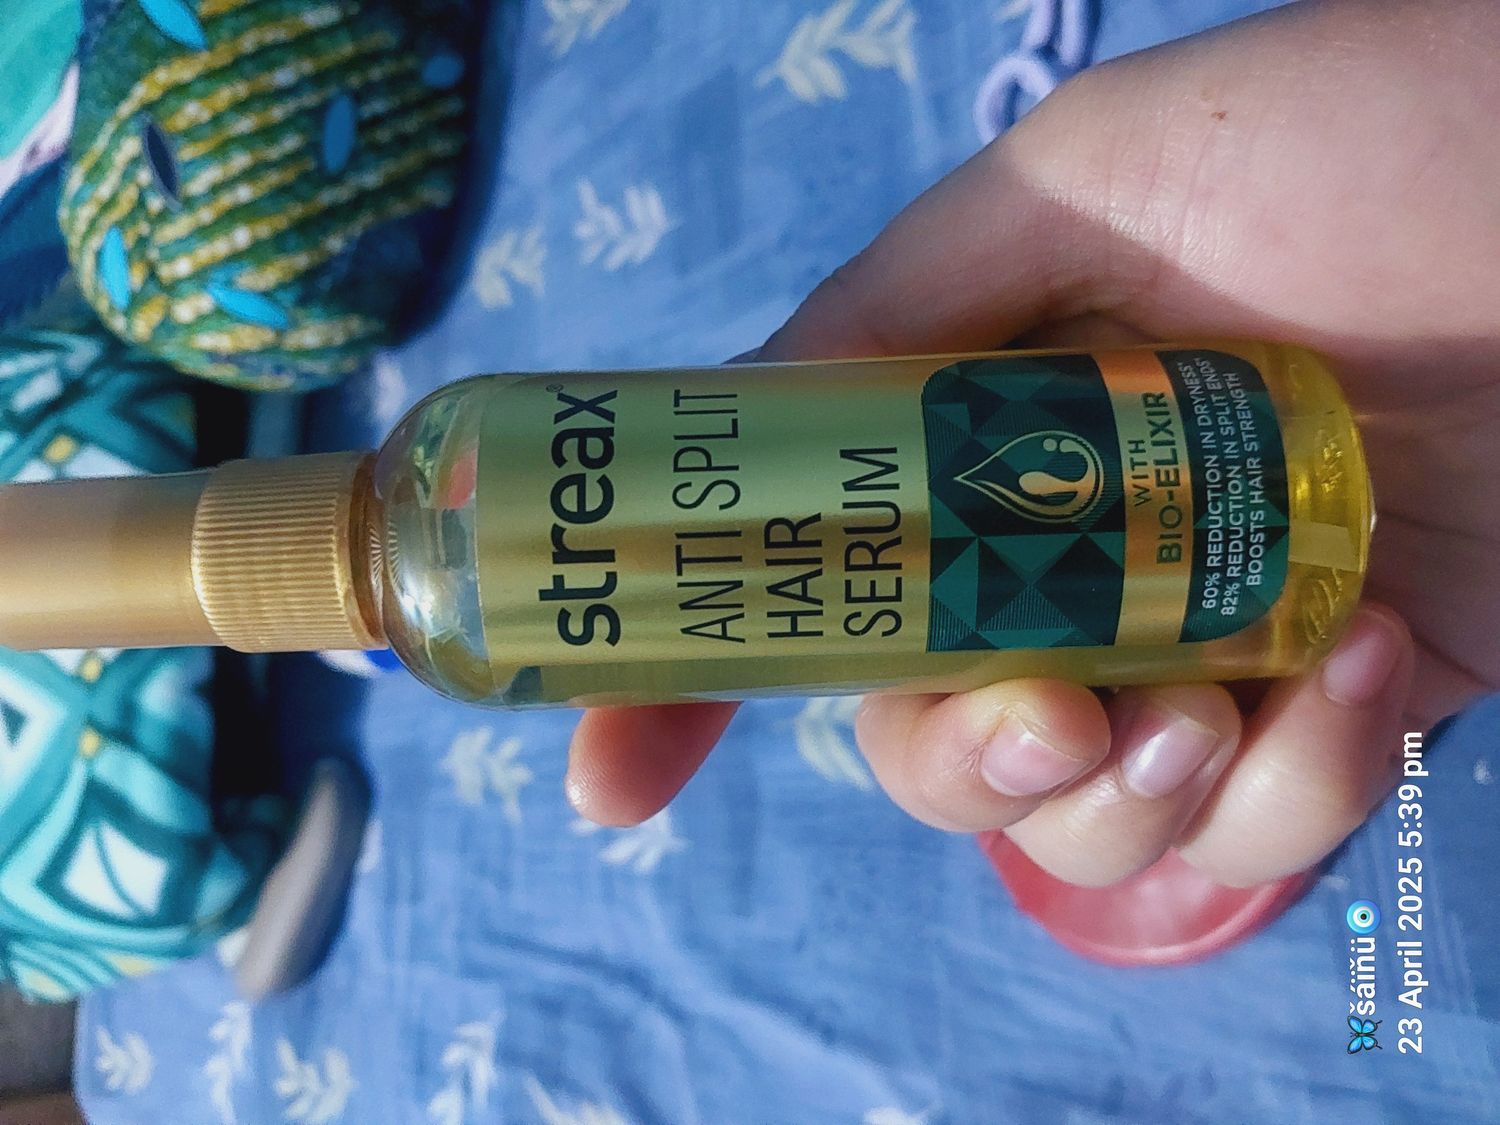 streax®
ANTI SPLIT
HAIR
SERUM
WITH
BIO-ELIXIR
60% REDUCTION IN DRYNESS*
82% REDUCTION IN SPLIT ENDS*
BOOSTS HAIR STRENGTH
🦋šáïňü🧿
23 April 2025 5:39 pm